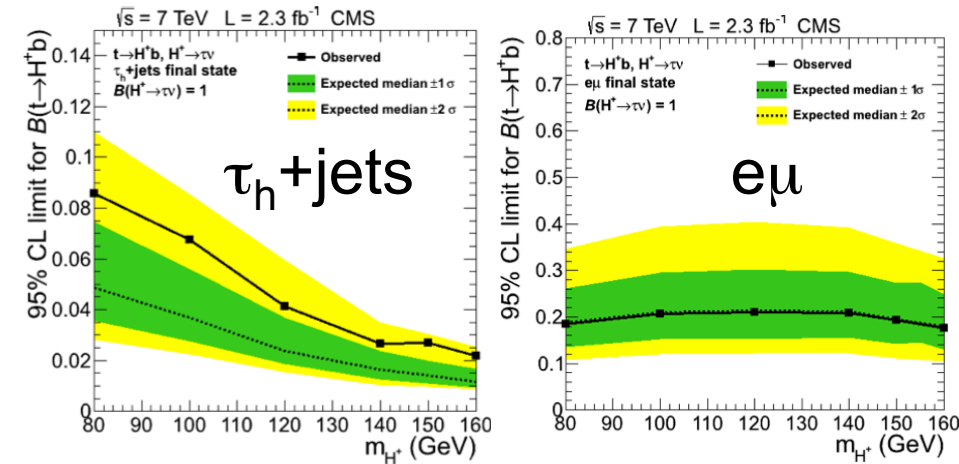 √s = 7 TeV L = 2.3 fb⁻¹ CMS
95% CL limit for B(t→H⁺b)
0.14
0.12
0.1
0.08
0.06
0.04
0.02
0
t→H⁺b, H⁺→τν
τₕ+jets final state
B(H⁺→τν) = 1
Observed
Expected median ±1σ
Expected median ±2 σ
τₕ+jets
80 90 100 110 120 130 140 150 160
m_H⁺ (GeV)
√s = 7 TeV L = 2.3 fb⁻¹ CMS
95% CL limit for B(t→H⁺b)
0.8
0.7
0.6
0.5
0.4
0.3
0.2
0.1
0
t→H⁺b, H⁺→τν
eμ final state
B(H⁺→τν) = 1
Observed
Expected median ± 1σ
Expected median ± 2σ
eμ
80 90 100 110 120 130 140 150 160
m_H⁺ (GeV)